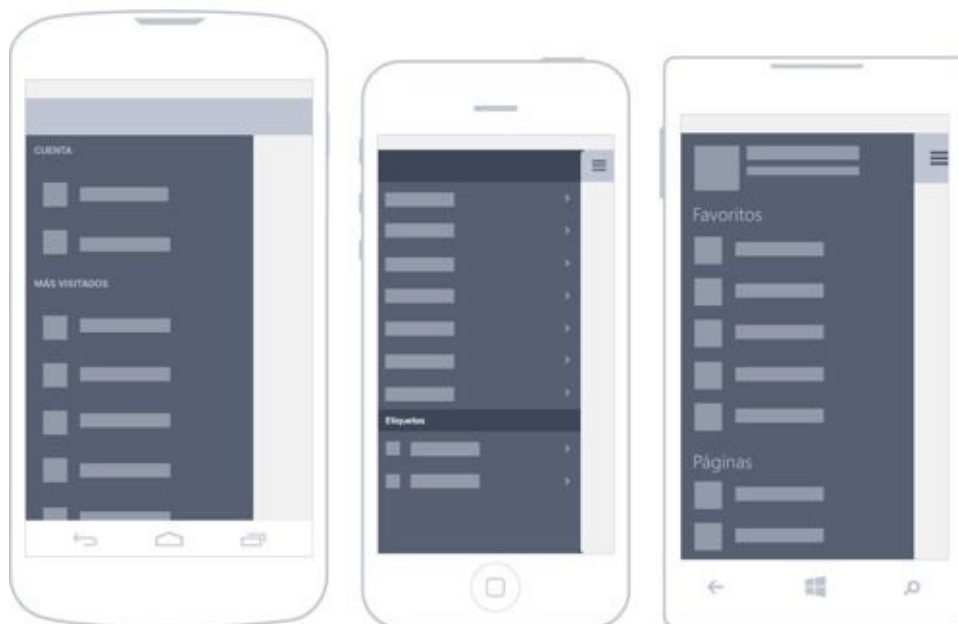 CUENTA
MÁS VISITADOS
Etiquetas
Favoritos
Páginas